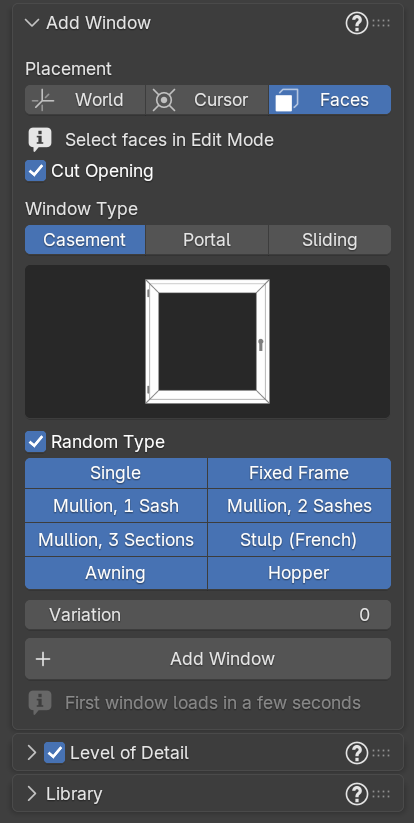 Add Window
Placement
World Cursor Faces
Select faces in Edit Mode
Cut Opening
Window Type
Casement Portal Sliding
Random Type
Single Fixed Frame
Mullion, 1 Sash Mullion, 2 Sashes
Mullion, 3 Sections Stulp (French)
Awning Hopper
Variation 0
Add Window
First window loads in a few seconds
Level of Detail
Library